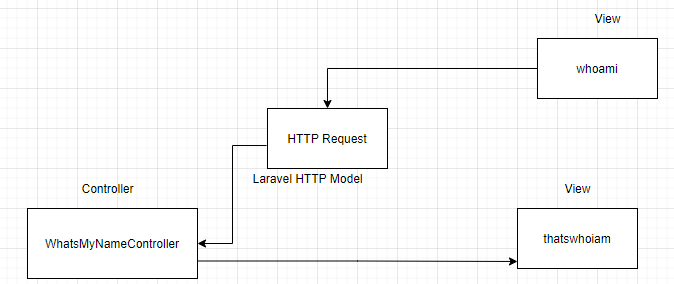 View
whoami
HTTP Request
Laravel HTTP Model
Controller
View
WhatsMyNameController
thatswhoiam